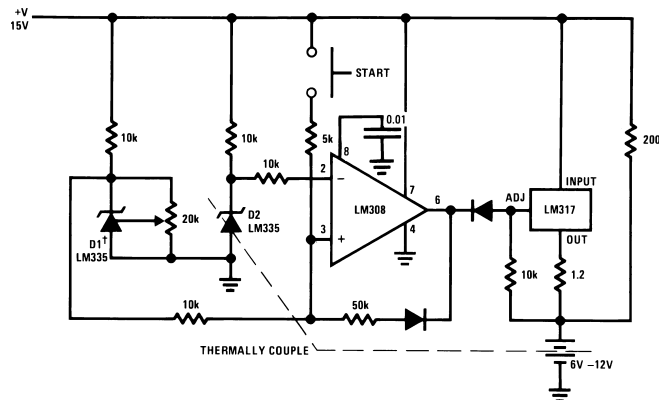 +V
15V
START
10k
10k
5k
0.01
8
200
10k
2
−
7
INPUT
20k
D2
LM335
LM308
6
ADJ
LM317
D1†
LM335
3
+
4
OUT
10k
1.2
10k
50k
THERMALLY COUPLE
6V –12V